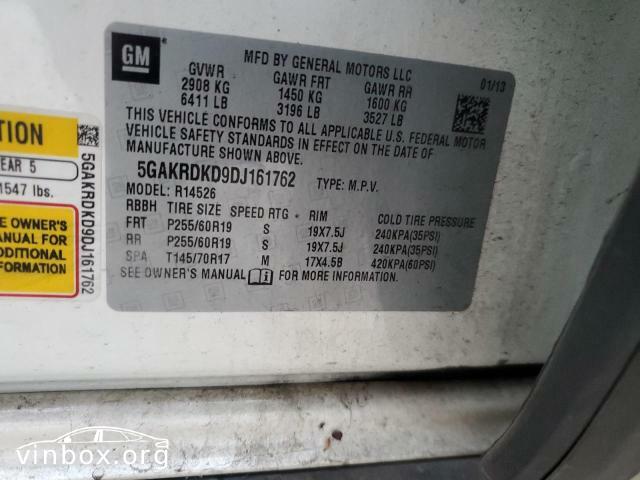 GM
MFD BY GENERAL MOTORS LLC
01/13
GVWR GAWR FRT GAWR RR
2908 KG 1450 KG 1600 KG
6411 LB 3196 LB 3527 LB
THIS VEHICLE CONFORMS TO ALL APPLICABLE U.S. FEDERAL MOTOR
VEHICLE SAFETY STANDARDS IN EFFECT ON THE DATE OF
MANUFACTURE SHOWN ABOVE.
5GAKRDKD9DJ161762 TYPE: M.P.V.
MODEL: R14526
RBBH TIRE SIZE SPEED RTG RIM COLD TIRE PRESSURE
FRT P255/60R19 S 19X7.5J 240KPA(35PSI)
RR P255/60R19 S 19X7.5J 240KPA(35PSI)
SPA T145/70R17 M 17X4.5B 420KPA(60PSI)
SEE OWNER'S MANUAL FOR MORE INFORMATION.
TION
EAR 5
1547 lbs.
E OWNER'S
ANUAL FOR
ADDITIONAL
FORMATION
5GAKRDKD9DJ161762
vinbox.org